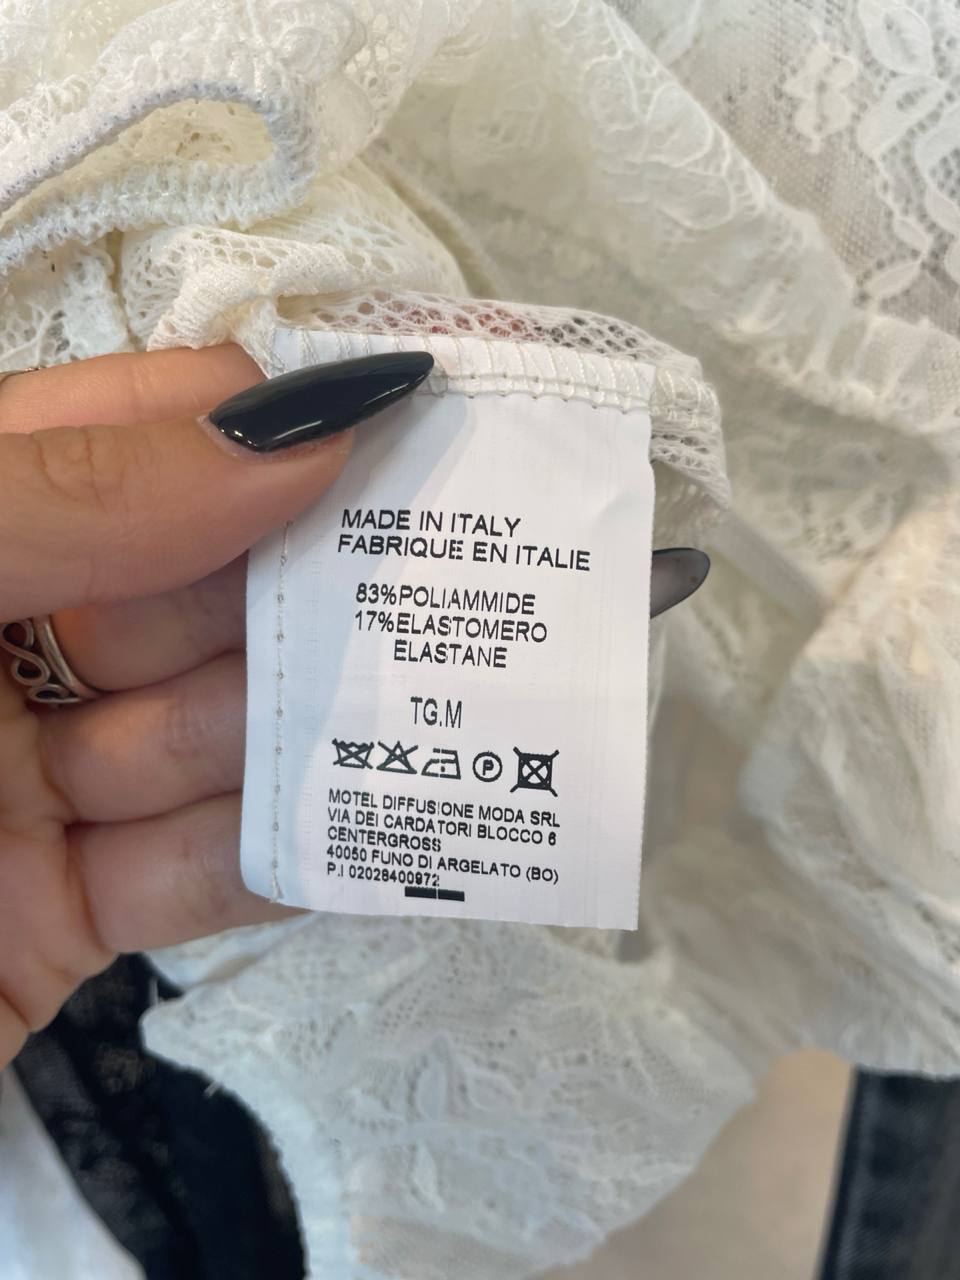 MADE IN ITALY
FABRIQUE EN ITALIE
83%POLIAMMIDE
17%ELASTOMERO
ELASTANE
TG.M
P
MOTEL DIFFUSIONE MODA SRL
VIA DEI CARDATORI BLOCCO 6
CENTERGROSS
40050 FUNO DI ARGELATO (BO)
P.I 02028400972